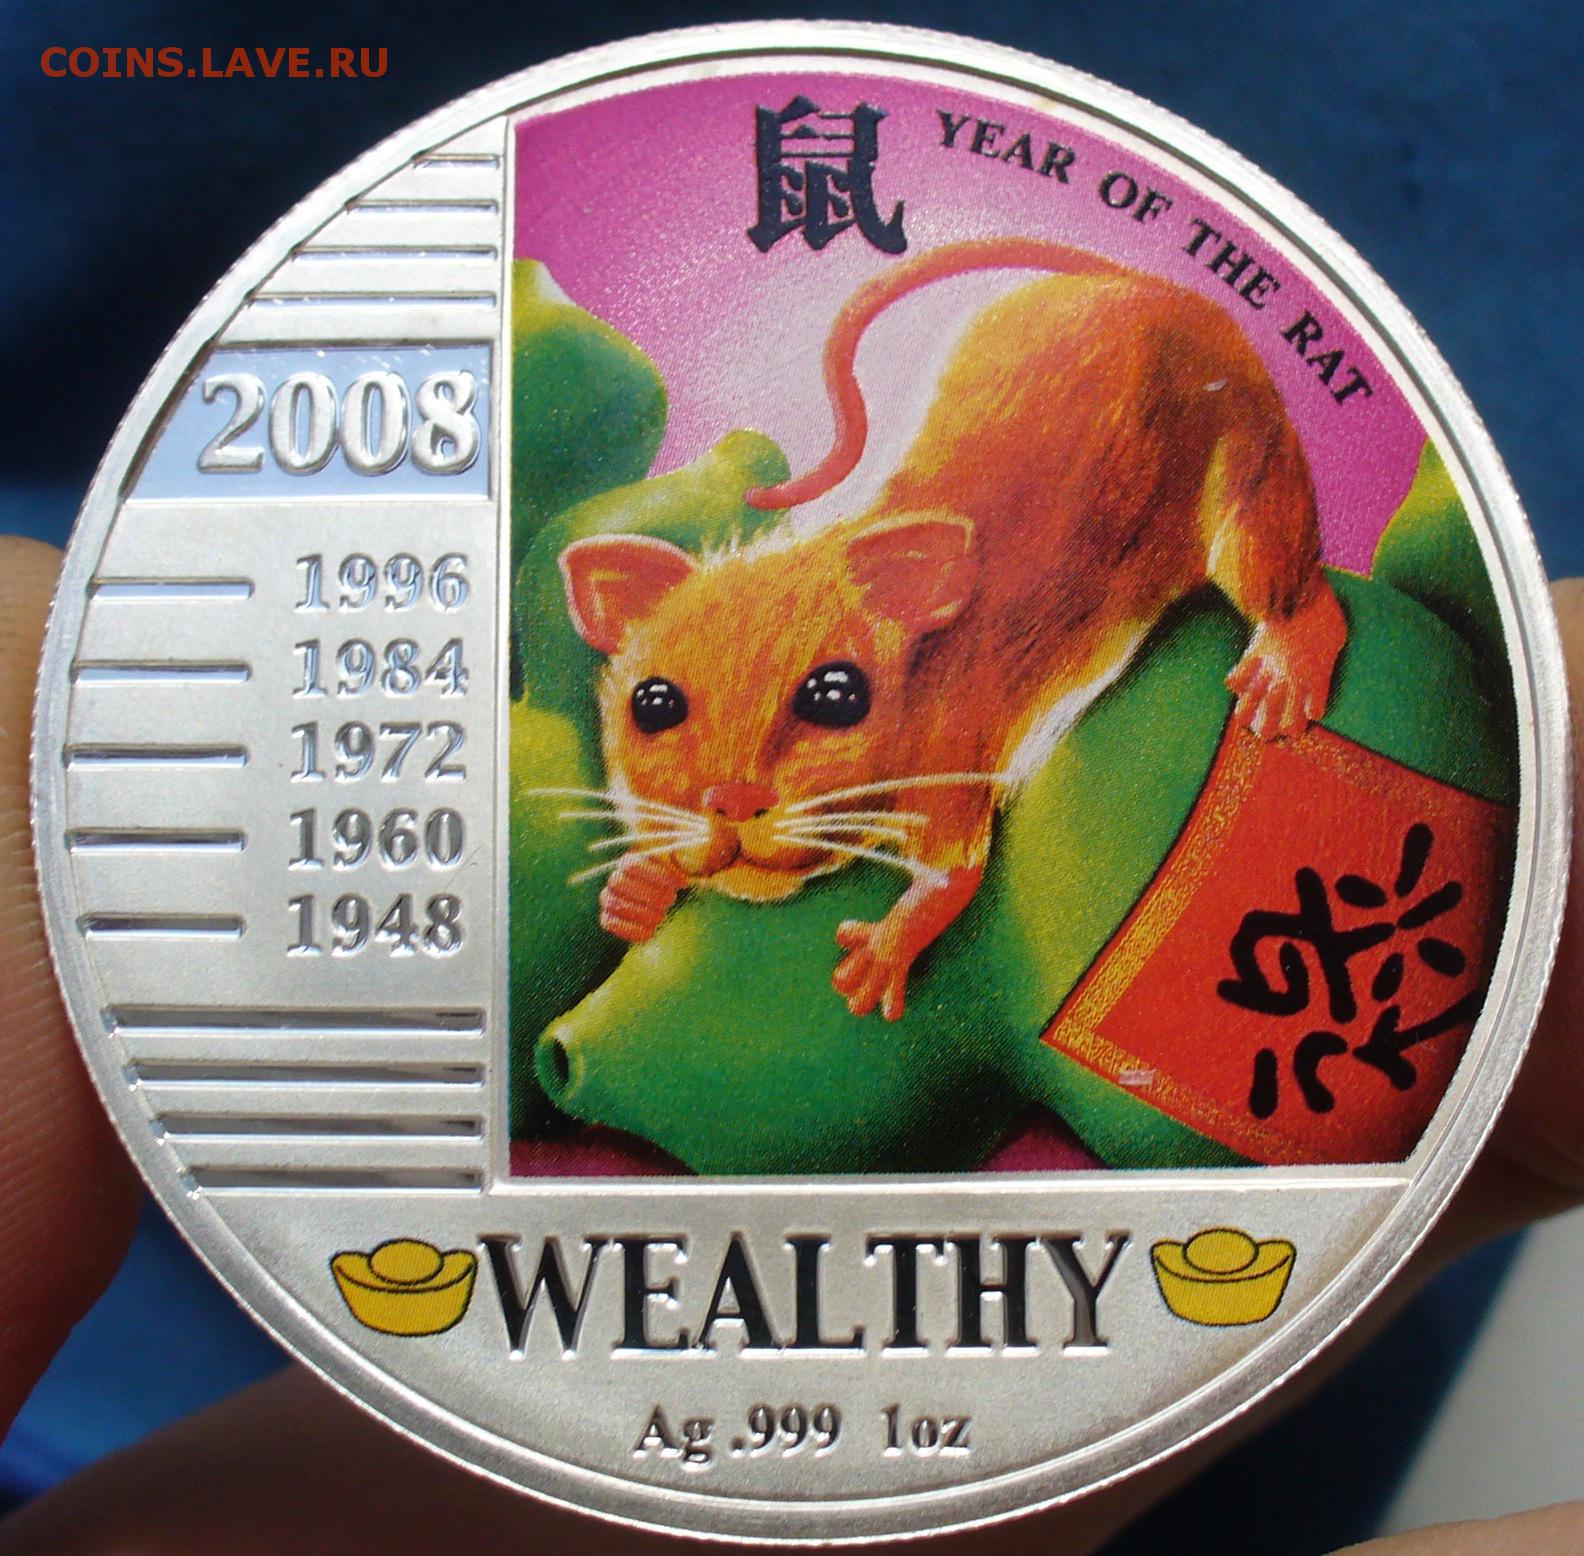 COINS.LAVE.RU
鼠
YEAR OF THE RAT
2008
1996
1984
1972
1960
1948
WEALTHY
Ag .999 1oz